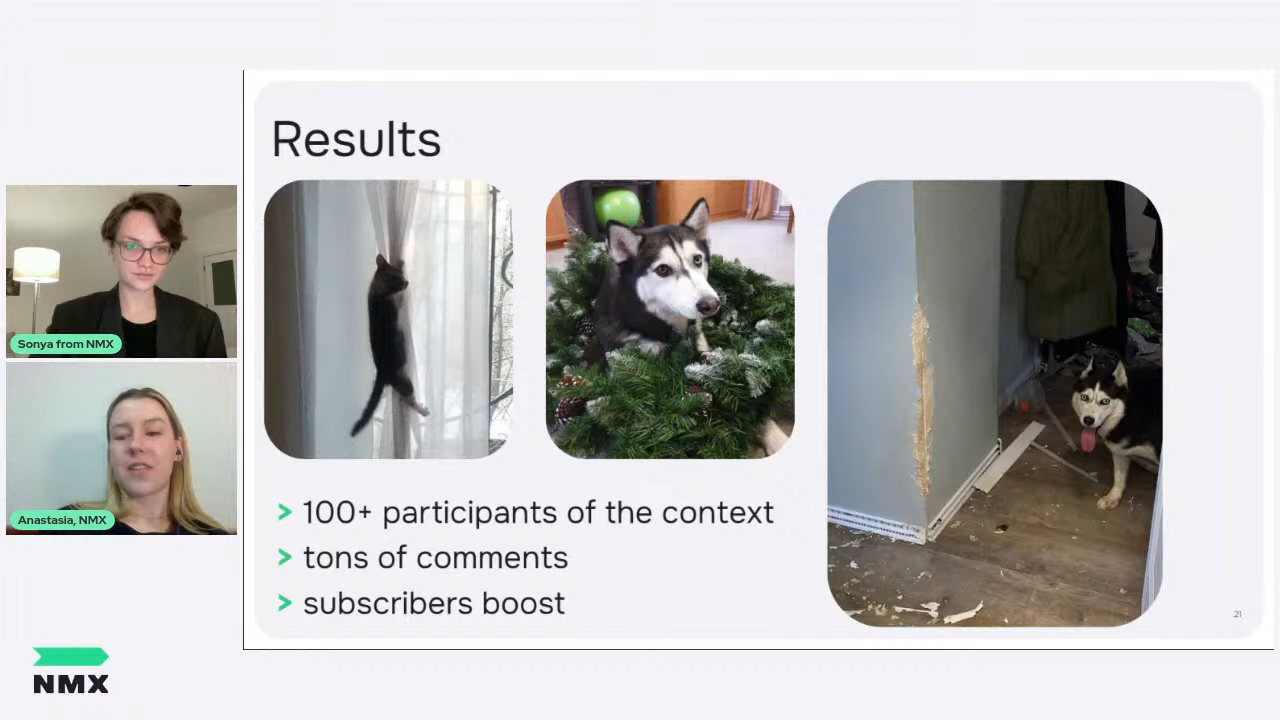 Results
Sonya from NMX
Anastasia, NMX
> 100+ participants of the context
> tons of comments
> subscribers boost
21
NMX